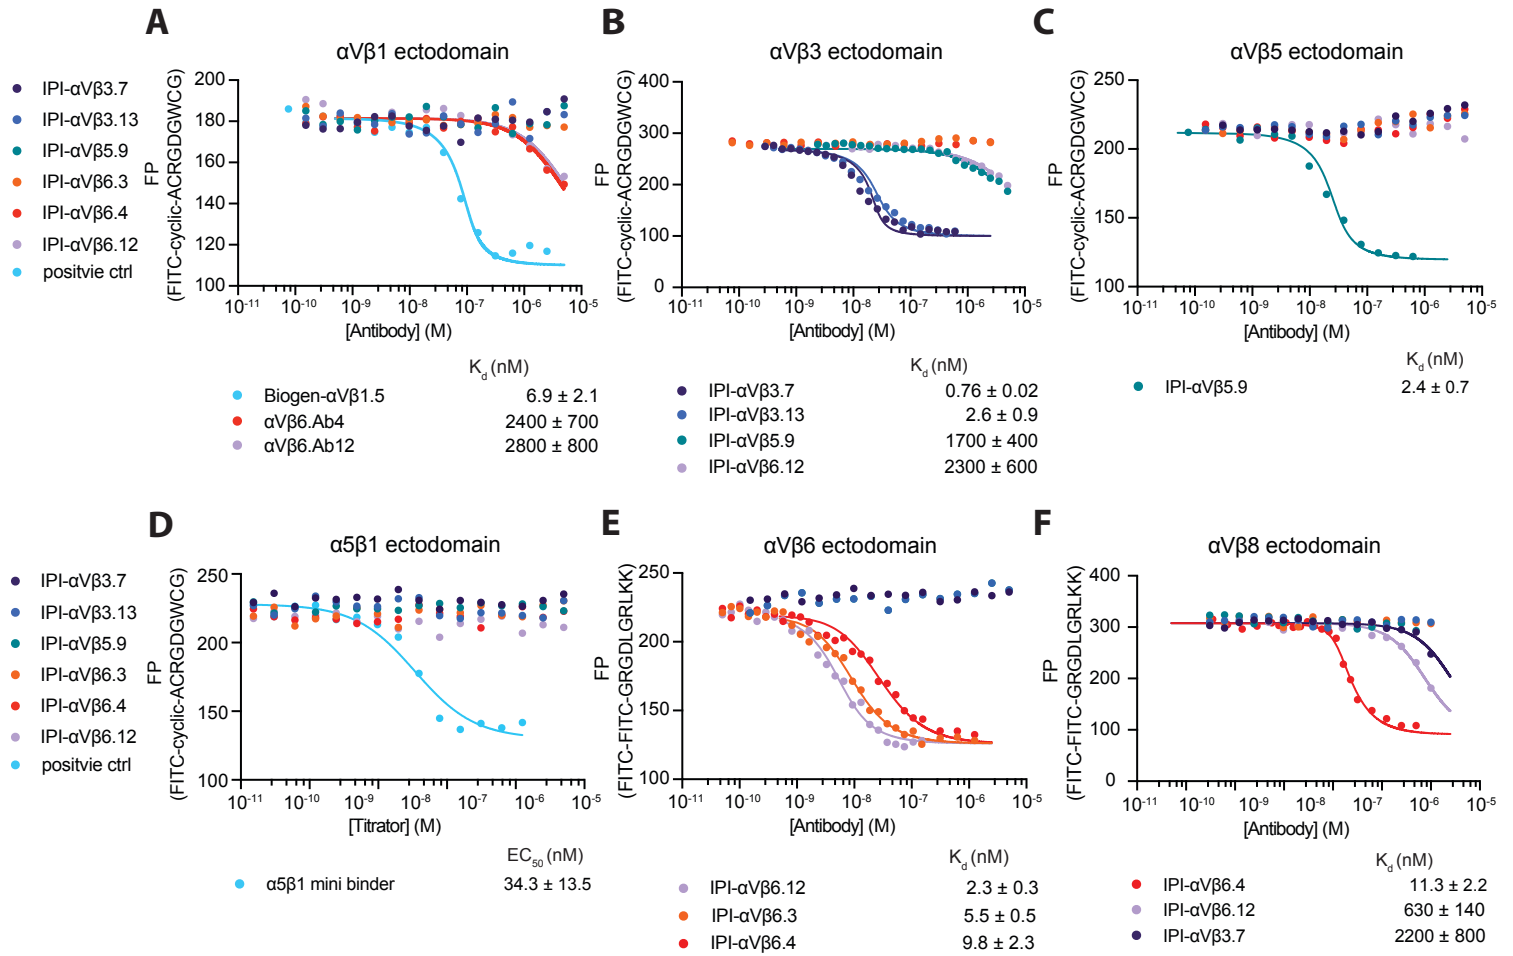 A
αVβ1 ectodomain
IPI-αVβ3.7
IPI-αVβ3.13
IPI-αVβ5.9
IPI-αVβ6.3
IPI-αVβ6.4
IPI-αVβ6.12
positvie ctrl
FP
(FITC-cyclic-ACRGDGWCG)
200
180
160
140
120
100
10-11 10-10 10-9 10-8 10-7 10-6 10-5
[Antibody] (M)
Kd (nM)
Biogen-αVβ1.5 6.9 ± 2.1
αVβ6.Ab4 2400 ± 700
αVβ6.Ab12 2800 ± 800
B
αVβ3 ectodomain
FP
(FITC-cyclic-ACRGDGWCG)
400
300
200
100
0
10-11 10-10 10-9 10-8 10-7 10-6 10-5
[Antibody] (M)
Kd (nM)
IPI-αVβ3.7 0.76 ± 0.02
IPI-αVβ3.13 2.6 ± 0.9
IPI-αVβ5.9 1700 ± 400
IPI-αVβ6.12 2300 ± 600
C
αVβ5 ectodomain
FP
(FITC-cyclic-ACRGDGWCG)
250
200
150
100
10-11 10-10 10-9 10-8 10-7 10-6 10-5
[Antibody] (M)
Kd (nM)
IPI-αVβ5.9 2.4 ± 0.7
D
α5β1 ectodomain
IPI-αVβ3.7
IPI-αVβ3.13
IPI-αVβ5.9
IPI-αVβ6.3
IPI-αVβ6.4
IPI-αVβ6.12
positvie ctrl
FP
(FITC-cyclic-ACRGDGWCG)
250
200
150
100
10-11 10-10 10-9 10-8 10-7 10-6 10-5
[Titrator] (M)
EC50 (nM)
α5β1 mini binder 34.3 ± 13.5
E
αVβ6 ectodomain
FP
(FITC-FITC-GRGDLGRLKK)
250
200
150
100
10-11 10-10 10-9 10-8 10-7 10-6 10-5
[Antibody] (M)
Kd (nM)
IPI-αVβ6.12 2.3 ± 0.3
IPI-αVβ6.3 5.5 ± 0.5
IPI-αVβ6.4 9.8 ± 2.3
F
αVβ8 ectodomain
FP
(FITC-FITC-GRGDLGRLKK)
400
300
200
100
0
10-11 10-10 10-9 10-8 10-7 10-6 10-5
[Antibody] (M)
Kd (nM)
IPI-αVβ6.4 11.3 ± 2.2
IPI-αVβ6.12 630 ± 140
IPI-αVβ3.7 2200 ± 800